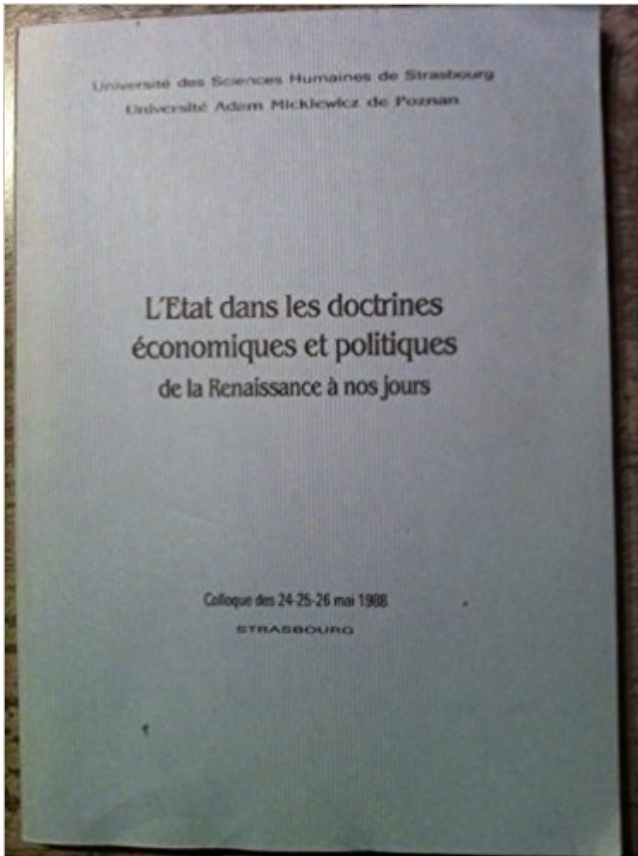 Université des Sciences Humaines de Strasbourg
Université Adam Mickiewicz de Poznan
L'Etat dans les doctrines
économiques et politiques
de la Renaissance à nos jours
Colloque des 24-25-26 mai 1988
STRASBOURG